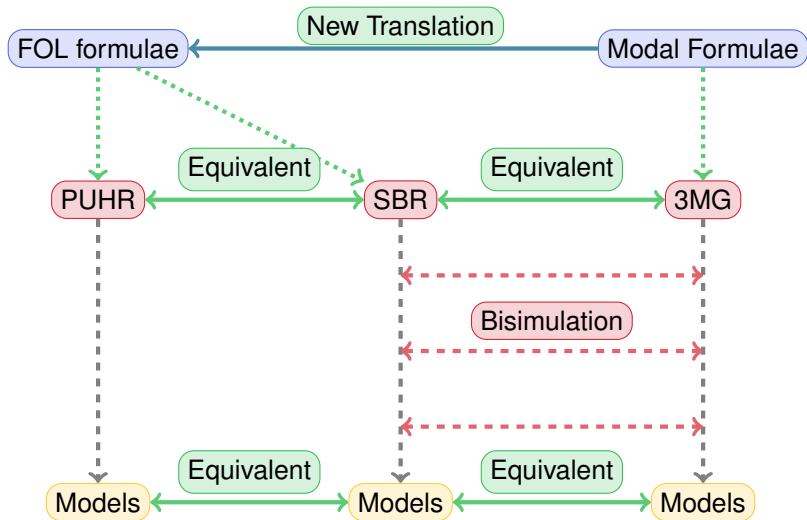 New Translation
FOL formulae
Modal Formulae
Equivalent
Equivalent
PUHR
SBR
3MG
Bisimulation
Equivalent
Equivalent
Models
Models
Models